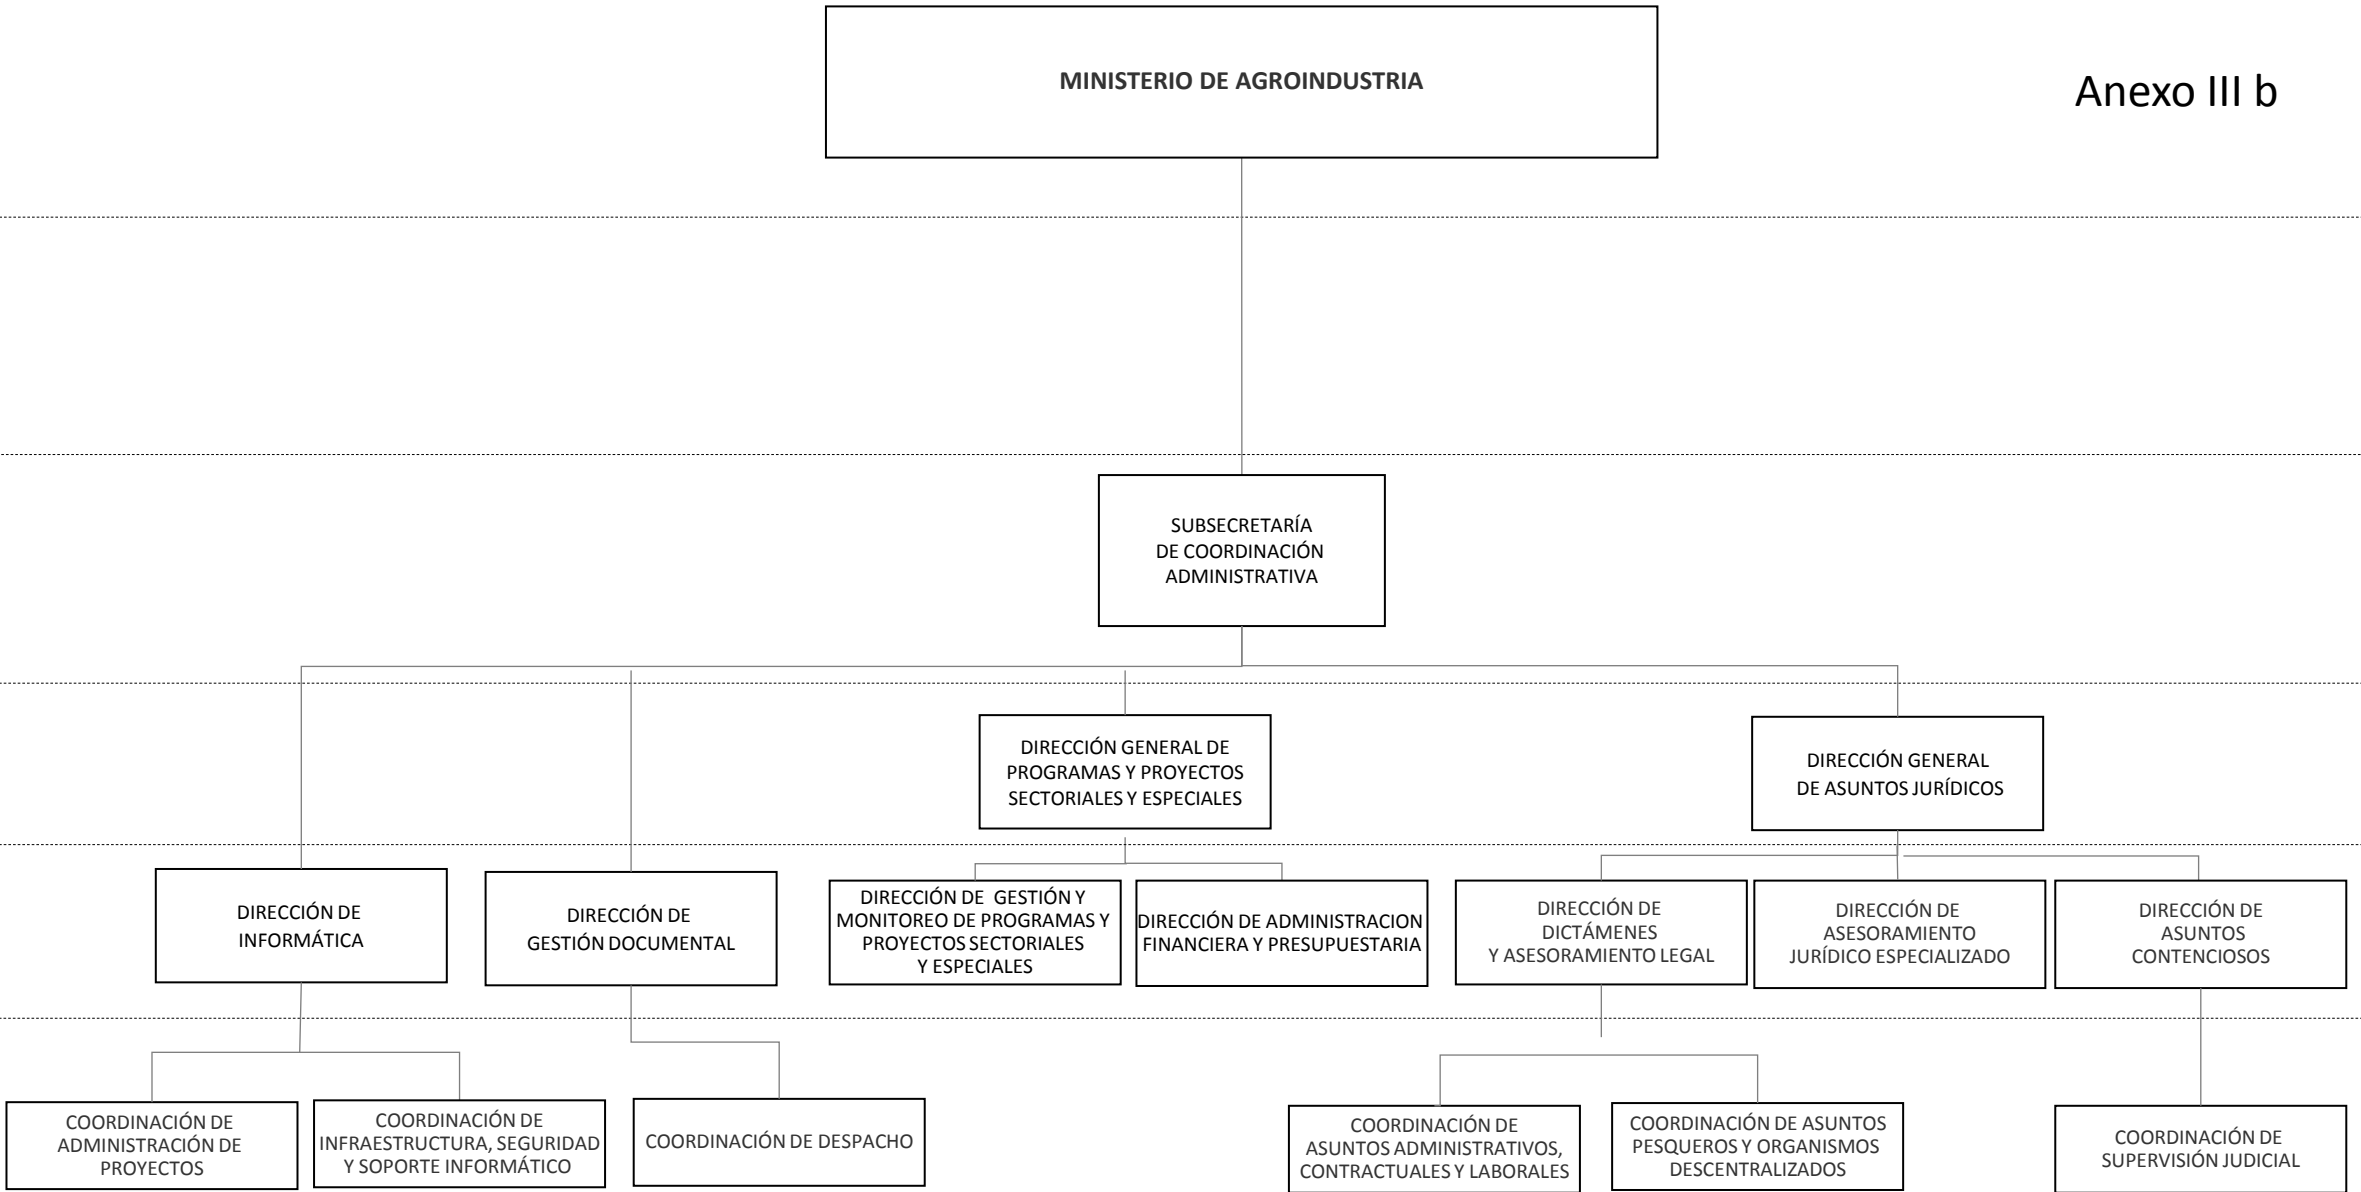 MINISTERIO DE AGROINDUSTRIA
Anexo III b
SUBSECRETARÍA
DE COORDINACIÓN
ADMINISTRATIVA
DIRECCIÓN GENERAL DE
PROGRAMAS Y PROYECTOS
SECTORIALES Y ESPECIALES
DIRECCIÓN GENERAL
DE ASUNTOS JURÍDICOS
DIRECCIÓN DE
INFORMÁTICA
DIRECCIÓN DE
GESTIÓN DOCUMENTAL
DIRECCIÓN DE GESTIÓN Y
MONITOREO DE PROGRAMAS Y
PROYECTOS SECTORIALES
Y ESPECIALES
DIRECCIÓN DE ADMINISTRACION
FINANCIERA Y PRESUPUESTARIA
DIRECCIÓN DE
DICTÁMENES
Y ASESORAMIENTO LEGAL
DIRECCIÓN DE
ASESORAMIENTO
JURÍDICO ESPECIALIZADO
DIRECCIÓN DE
ASUNTOS
CONTENCIOSOS
COORDINACIÓN DE
ADMINISTRACIÓN DE
PROYECTOS
COORDINACIÓN DE
INFRAESTRUCTURA, SEGURIDAD
Y SOPORTE INFORMÁTICO
COORDINACIÓN DE DESPACHO
COORDINACIÓN DE
ASUNTOS ADMINISTRATIVOS,
CONTRACTUALES Y LABORALES
COORDINACIÓN DE ASUNTOS
PESQUEROS Y ORGANISMOS
DESCENTRALIZADOS
COORDINACIÓN DE
SUPERVISIÓN JUDICIAL